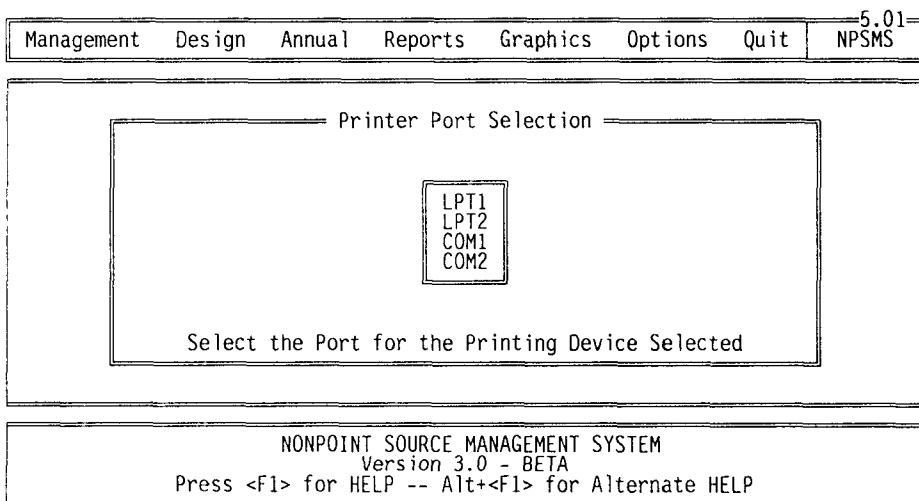 5.01
Management Design Annual Reports Graphics Options Quit NPSMS
Printer Port Selection
LPT1
LPT2
COM1
COM2
Select the Port for the Printing Device Selected
NONPOINT SOURCE MANAGEMENT SYSTEM
Version 3.0 - BETA
Press <F1> for HELP -- Alt+<F1> for Alternate HELP